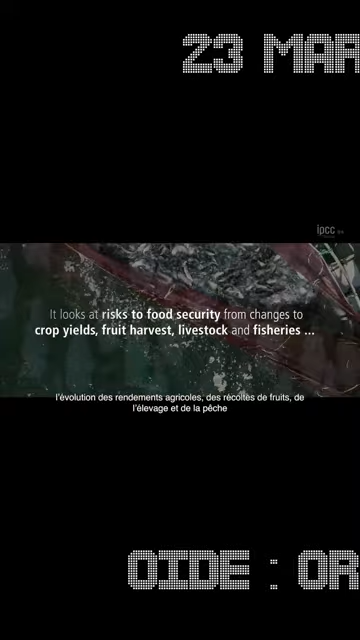 23 MAR
ipcc
It looks at risks to food security from changes to
crop yields, fruit harvest, livestock and fisheries ...
l'évolution des rendements agricoles, des récoltes de fruits, de
l'élevage et de la pêche
OIDE : OR